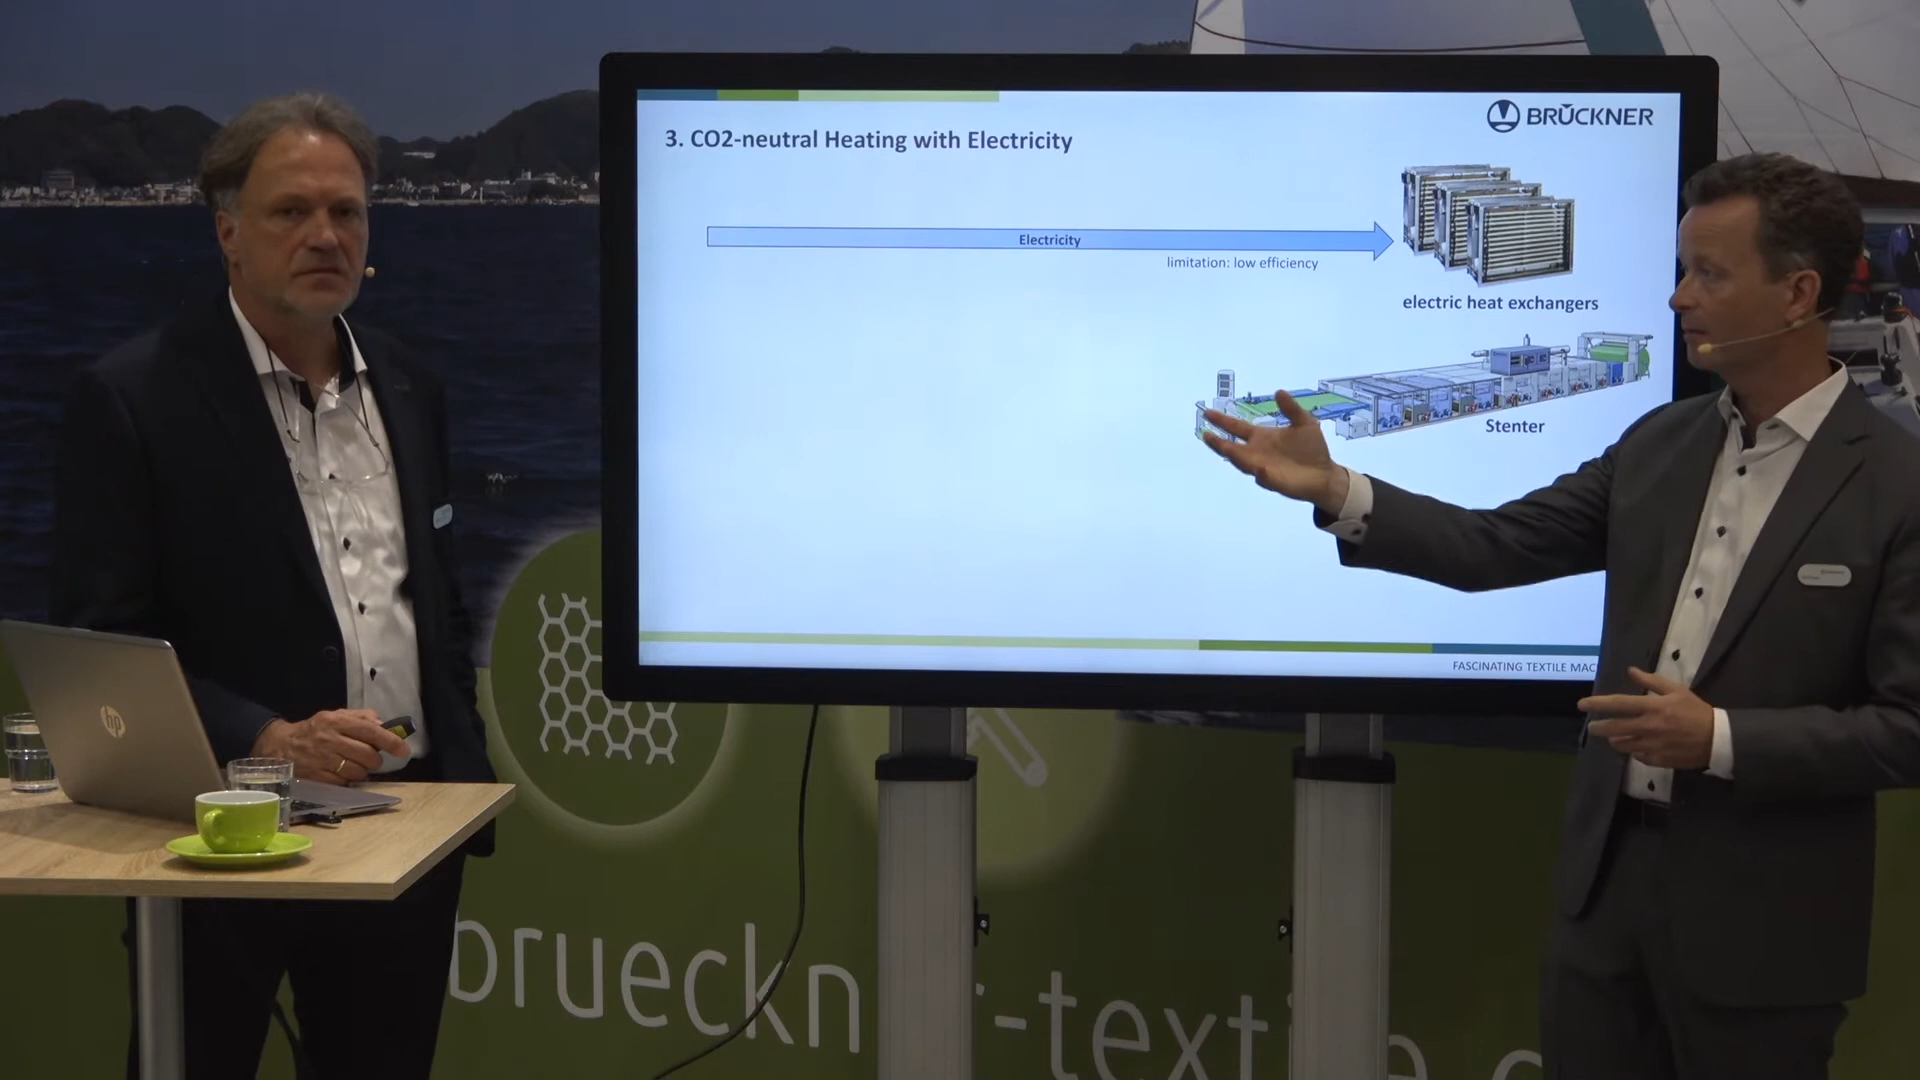 BRÜCKNER
3. CO2-neutral Heating with Electricity
Electricity
limitation: low efficiency
electric heat exchangers
Stenter
FASCINATING TEXTILE MAC
hp
brueckn
-textile